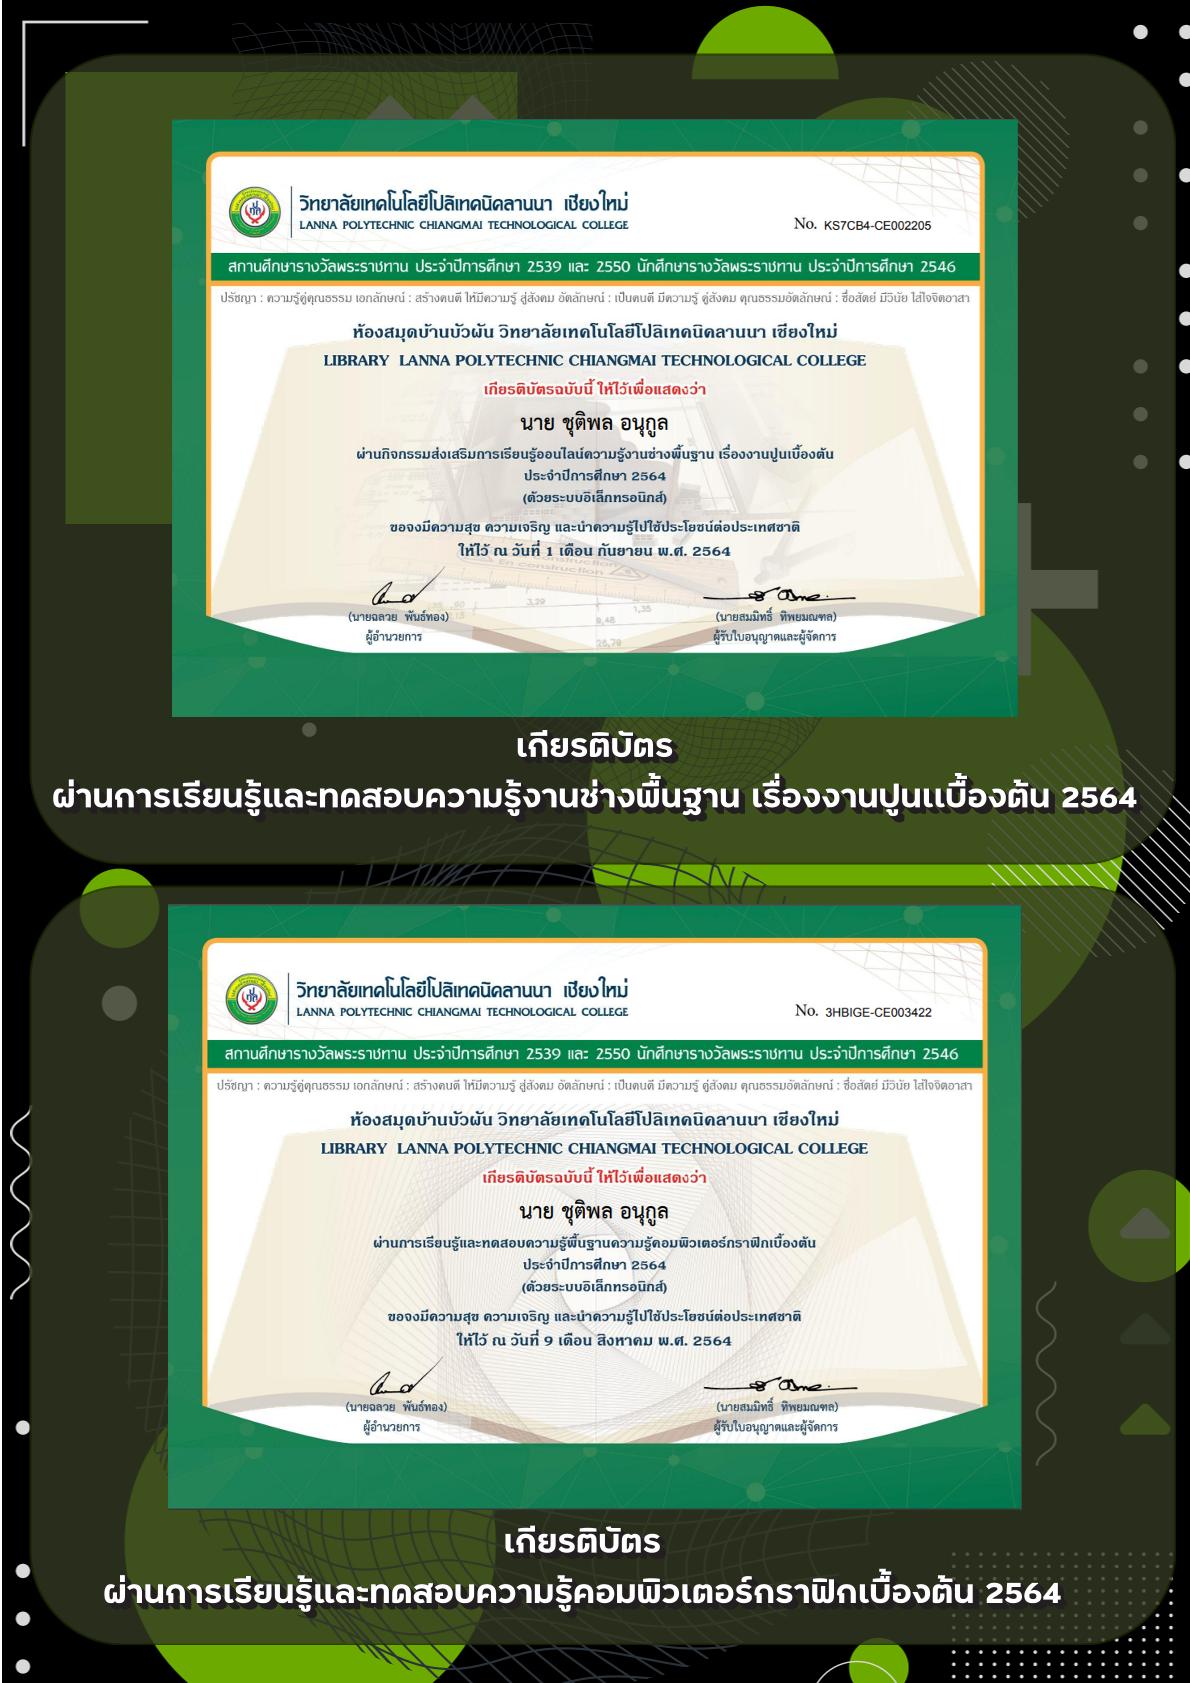 วิทยาลัยเทคโนโลยีโปลิเทคนิคลานนา เชียงใหม่
LANNA POLYTECHNIC CHIANGMAI TECHNOLOGICAL COLLEGE
No. KS7CB4-CE002205
สถานศึกษารางวัลพระราชทาน ประจำปีการศึกษา 2539 และ 2550 นักศึกษารางวัลพระราชทาน ประจำปีการศึกษา 2546
ปรัชญา : ความรู้คู่คุณธรรม เอกลักษณ์ : สร้างคนดี ให้มีความรู้ สู่สังคม อัตลักษณ์ : เป็นคนดี มีความรู้ คู่สังคม คุณธรรมอัตลักษณ์ : ซื่อสัตย์ มีวินัย ใส่ใจจิตอาสา
ห้องสมุดบ้านบัวผัน วิทยาลัยเทคโนโลยีโปลิเทคนิคลานนา เชียงใหม่
LIBRARY LANNA POLYTECHNIC CHIANGMAI TECHNOLOGICAL COLLEGE
เกียรติบัตรฉบับนี้ ให้ไว้เพื่อแสดงว่า
นาย ชุติพล อนุกูล
ผ่านกิจกรรมส่งเสริมการเรียนรู้ออนไลน์ความรู้งานช่างพื้นฐาน เรื่องงานปูนเบื้องต้น
ประจำปีการศึกษา 2564
(ด้วยระบบอิเล็กทรอนิกส์)
ขอจงมีความสุข ความเจริญ และนำความรู้ไปใช้ประโยชน์ต่อประเทศชาติ
ให้ไว้ ณ วันที่ 1 เดือน กันยายน พ.ศ. 2564
(นายฉลวย พันธ์ทอง) (นายสมมิทธิ์ ทิพยมณฑล)
ผู้อำนวยการ ผู้รับใบอนุญาตและผู้จัดการ
เกียรติบัตร
ผ่านการเรียนรู้และทดสอบความรู้งานช่างพื้นฐาน เรื่องงานปูนแบื้องต้น 2564
วิทยาลัยเทคโนโลยีโปลิเทคนิคลานนา เชียงใหม่
LANNA POLYTECHNIC CHIANGMAI TECHNOLOGICAL COLLEGE
No. 3HBIGE-CE003422
สถานศึกษารางวัลพระราชทาน ประจำปีการศึกษา 2539 และ 2550 นักศึกษารางวัลพระราชทาน ประจำปีการศึกษา 2546
ปรัชญา : ความรู้คู่คุณธรรม เอกลักษณ์ : สร้างคนดี ให้มีความรู้ สู่สังคม อัตลักษณ์ : เป็นคนดี มีความรู้ คู่สังคม คุณธรรมอัตลักษณ์ : ซื่อสัตย์ มีวินัย ใส่ใจจิตอาสา
ห้องสมุดบ้านบัวผัน วิทยาลัยเทคโนโลยีโปลิเทคนิคลานนา เชียงใหม่
LIBRARY LANNA POLYTECHNIC CHIANGMAI TECHNOLOGICAL COLLEGE
เกียรติบัตรฉบับนี้ ให้ไว้เพื่อแสดงว่า
นาย ชุติพล อนุกูล
ผ่านการเรียนรู้และทดสอบความรู้พื้นฐานความรู้คอมพิวเตอร์กราฟิกเบื้องต้น
ประจำปีการศึกษา 2564
(ด้วยระบบอิเล็กทรอนิกส์)
ขอจงมีความสุข ความเจริญ และนำความรู้ไปใช้ประโยชน์ต่อประเทศชาติ
ให้ไว้ ณ วันที่ 9 เดือน สิงหาคม พ.ศ. 2564
(นายฉลวย พันธ์ทอง) (นายสมมิทธิ์ ทิพยมณฑล)
ผู้อำนวยการ ผู้รับใบอนุญาตและผู้จัดการ
เกียรติบัตร
ผ่านการเรียนรู้และทดสอบความรู้คอมพิวเตอร์กราฟิกเบื้องต้น 2564